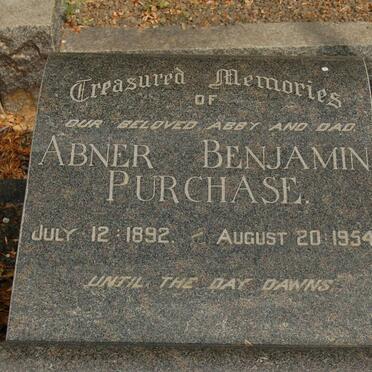 Treasured Memories
OF
OUR BELOVED ABBY AND DAD
ABNER BENJAMIN
PURCHASE.
JULY 12 : 1892. - AUGUST 20 : 1954
UNTIL THE DAY DAWNS